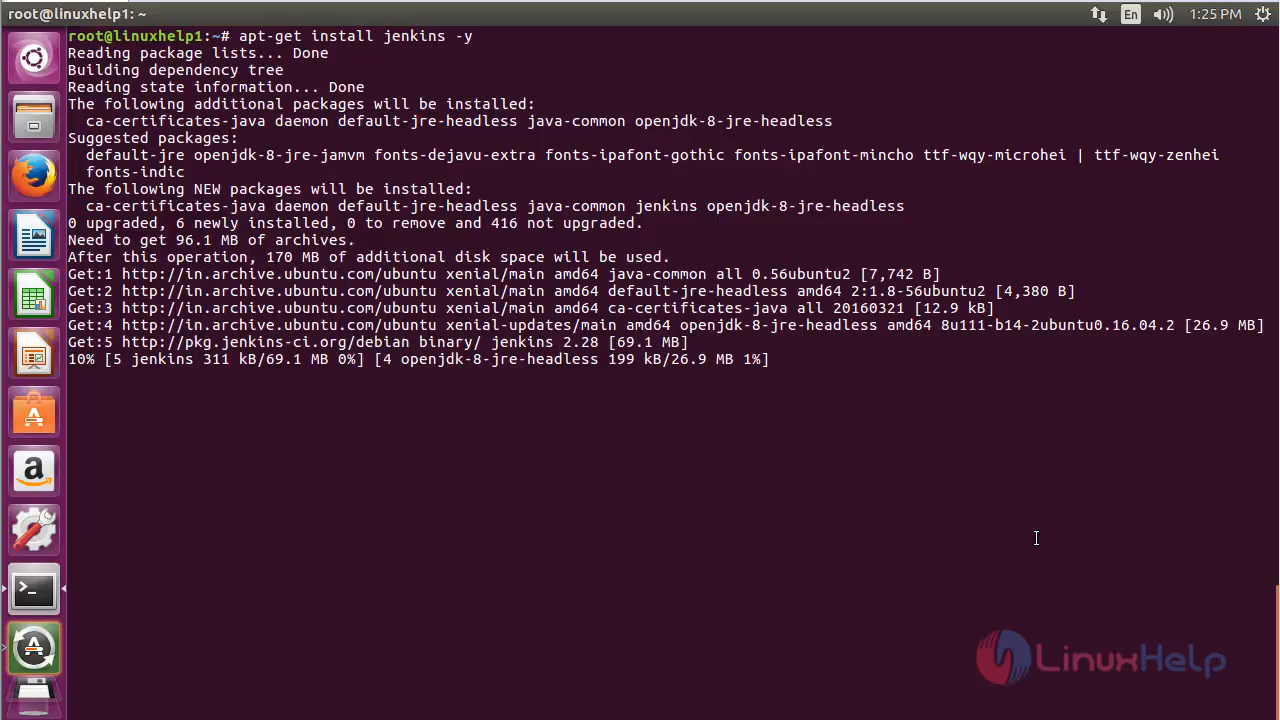 root@linuxhelp1: ~
En
1:25 PM
root@linuxhelp1:~# apt-get install jenkins -y
Reading package lists... Done
Building dependency tree
Reading state information... Done
The following additional packages will be installed:
ca-certificates-java daemon default-jre-headless java-common openjdk-8-jre-headless
Suggested packages:
default-jre openjdk-8-jre-jamvm fonts-dejavu-extra fonts-ipafont-gothic fonts-ipafont-mincho ttf-wqy-microhei | ttf-wqy-zenhei
fonts-indic
The following NEW packages will be installed:
ca-certificates-java daemon default-jre-headless java-common jenkins openjdk-8-jre-headless
0 upgraded, 6 newly installed, 0 to remove and 416 not upgraded.
Need to get 96.1 MB of archives.
After this operation, 170 MB of additional disk space will be used.
Get:1 http://in.archive.ubuntu.com/ubuntu xenial/main amd64 java-common all 0.56ubuntu2 [7,742 B]
Get:2 http://in.archive.ubuntu.com/ubuntu xenial/main amd64 default-jre-headless amd64 2:1.8-56ubuntu2 [4,380 B]
Get:3 http://in.archive.ubuntu.com/ubuntu xenial/main amd64 ca-certificates-java all 20160321 [12.9 kB]
Get:4 http://in.archive.ubuntu.com/ubuntu xenial-updates/main amd64 openjdk-8-jre-headless amd64 8u111-b14-2ubuntu0.16.04.2 [26.9 MB]
Get:5 http://pkg.jenkins-ci.org/debian binary/ jenkins 2.28 [69.1 MB]
10% [5 jenkins 311 kB/69.1 MB 0%] [4 openjdk-8-jre-headless 199 kB/26.9 MB 1%]
LinuxHelp